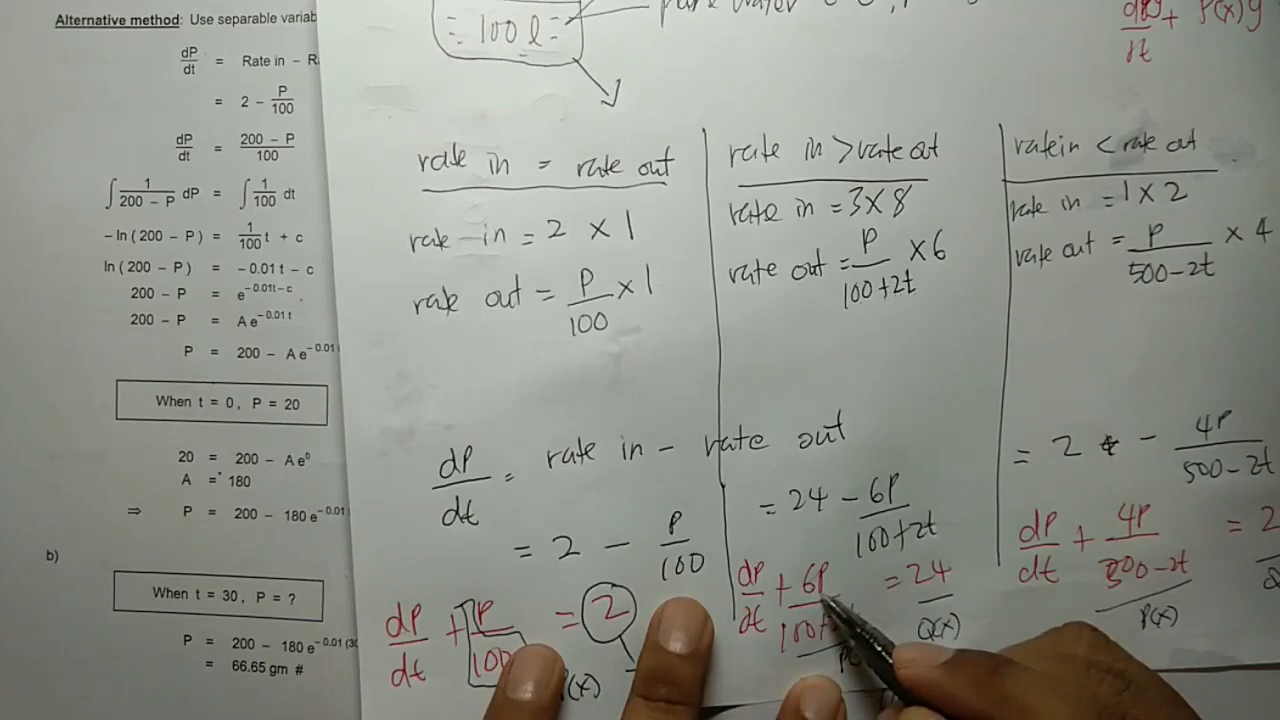 Alternative method: Use separable variab
dP/dt = Rate in – R
= 2 – P/100
dP/dt = 200 – P/100
∫ 1/200 – P dP = ∫ 1/100 dt
- ln ( 200 – P ) = 1/100 t + c
ln ( 200 – P ) = - 0.01 t – c
200 – P = e^-0.01t–c
200 – P = A e^-0.01 t
P = 200 – A e^-0.01
When t = 0 , P = 20
20 = 200 – A e^0
A = 180
⇒ P = 200 – 180 e^-0.01
b)
When t = 30 , P = ?
P = 200 – 180 e^-0.01 (30
= 66.65 gm #
= 100 l =
P(x) y
rate in = rate out
rate in = 2 × 1
rate out = P/100 × 1
rate in > rate out
rate in = 3 × 8
rate out = P/100+2t × 6
rate in < rate out
rate in = 1 × 2
rate out = P/500-2t × 4
dP/dt = rate in - rate out
= 2 - P/100
dP/dt + P/100 = 2
(x)
= 24 - 6P/100+2t
dP/dt + 6P/100+ = 24
Q(x)
= 2 - 4P/500-2t
dP/dt + 4P/500-2t = 2
P(x)